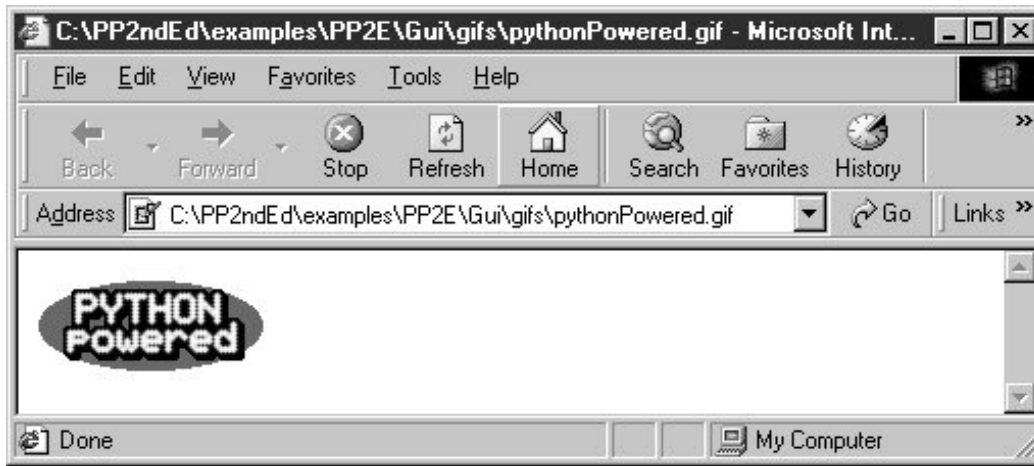 C:\PP2ndEd\examples\PP2E\Gui\gifs\pythonPowered.gif - Microsoft Int...
File Edit View Favorites Tools Help
Back Forward Stop Refresh Home Search Favorites History »
Address C:\PP2ndEd\examples\PP2E\Gui\gifs\pythonPowered.gif Go Links »
PYTHON
Powered
Done My Computer